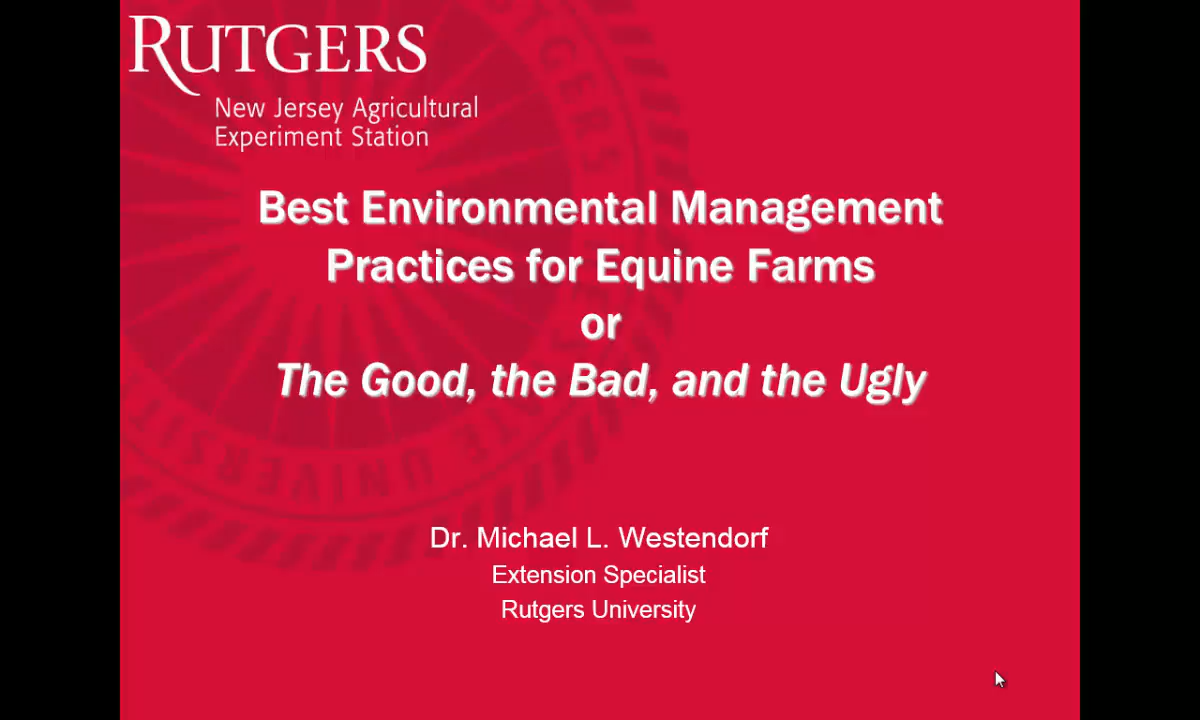 RUTGERS
New Jersey Agricultural
Experiment Station
Best Environmental Management
Practices for Equine Farms
or
The Good, the Bad, and the Ugly
Dr. Michael L. Westendorf
Extension Specialist
Rutgers University